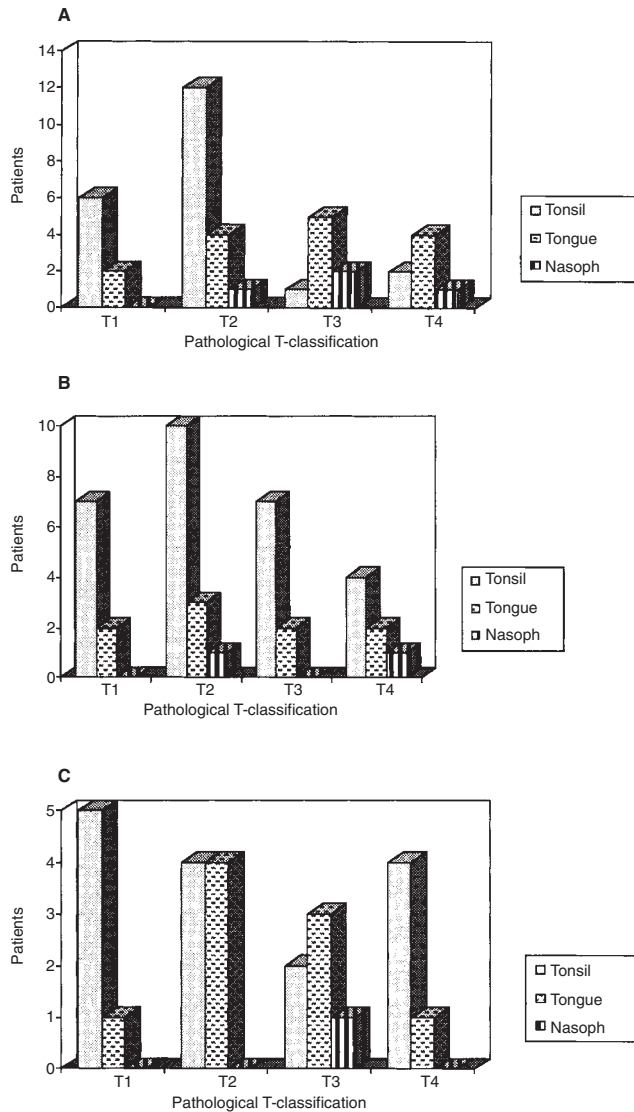 A
14
12
10
8
6
4
2
0
Patients
T1 T2 T3 T4
Pathological T-classification
Tonsil
Tongue
Nasoph
B
10
8
6
4
2
0
Patients
T1 T2 T3 T4
Pathological T-classification
Tonsil
Tongue
Nasoph
C
5
4
3
2
1
0
Patients
T1 T2 T3 T4
Pathological T-classification
Tonsil
Tongue
Nasoph